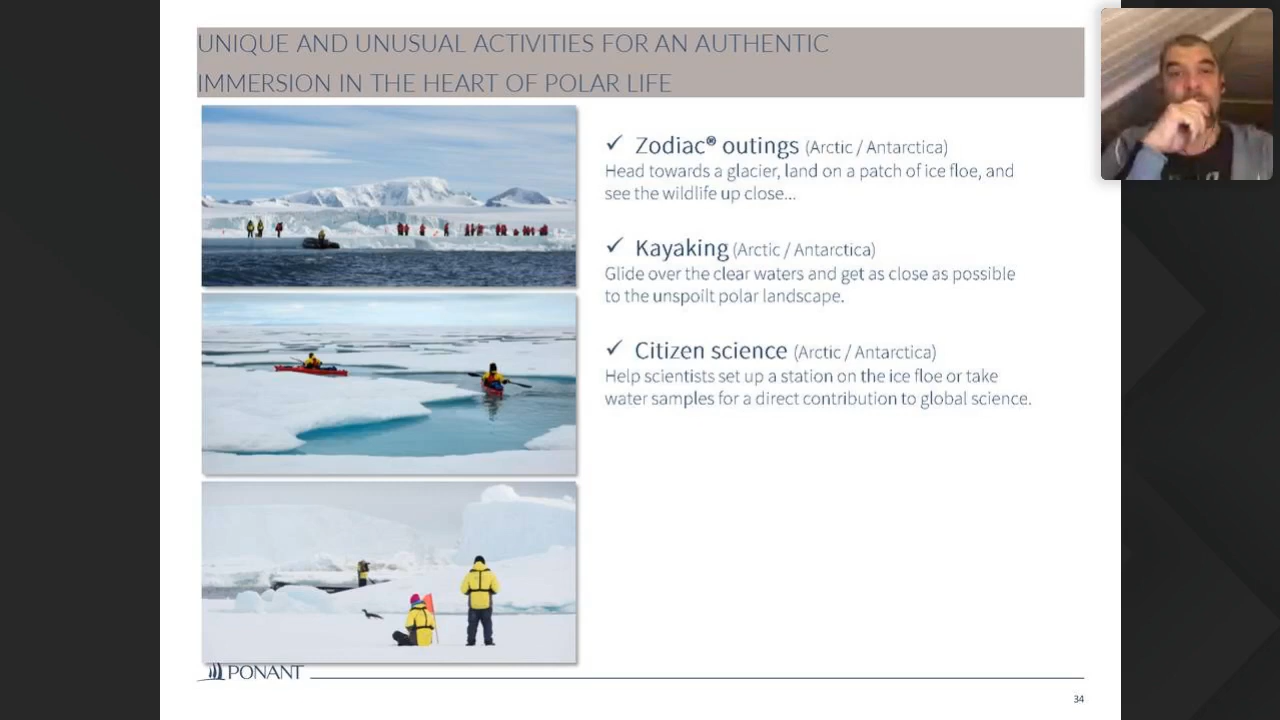 UNIQUE AND UNUSUAL ACTIVITIES FOR AN AUTHENTIC
IMMERSION IN THE HEART OF POLAR LIFE
✓ Zodiac® outings (Arctic / Antarctica)
Head towards a glacier, land on a patch of ice floe, and
see the wildlife up close...
✓ Kayaking (Arctic / Antarctica)
Glide over the clear waters and get as close as possible
to the unspoilt polar landscape.
✓ Citizen science (Arctic / Antarctica)
Help scientists set up a station on the ice floe or take
water samples for a direct contribution to global science.
PONANT
34